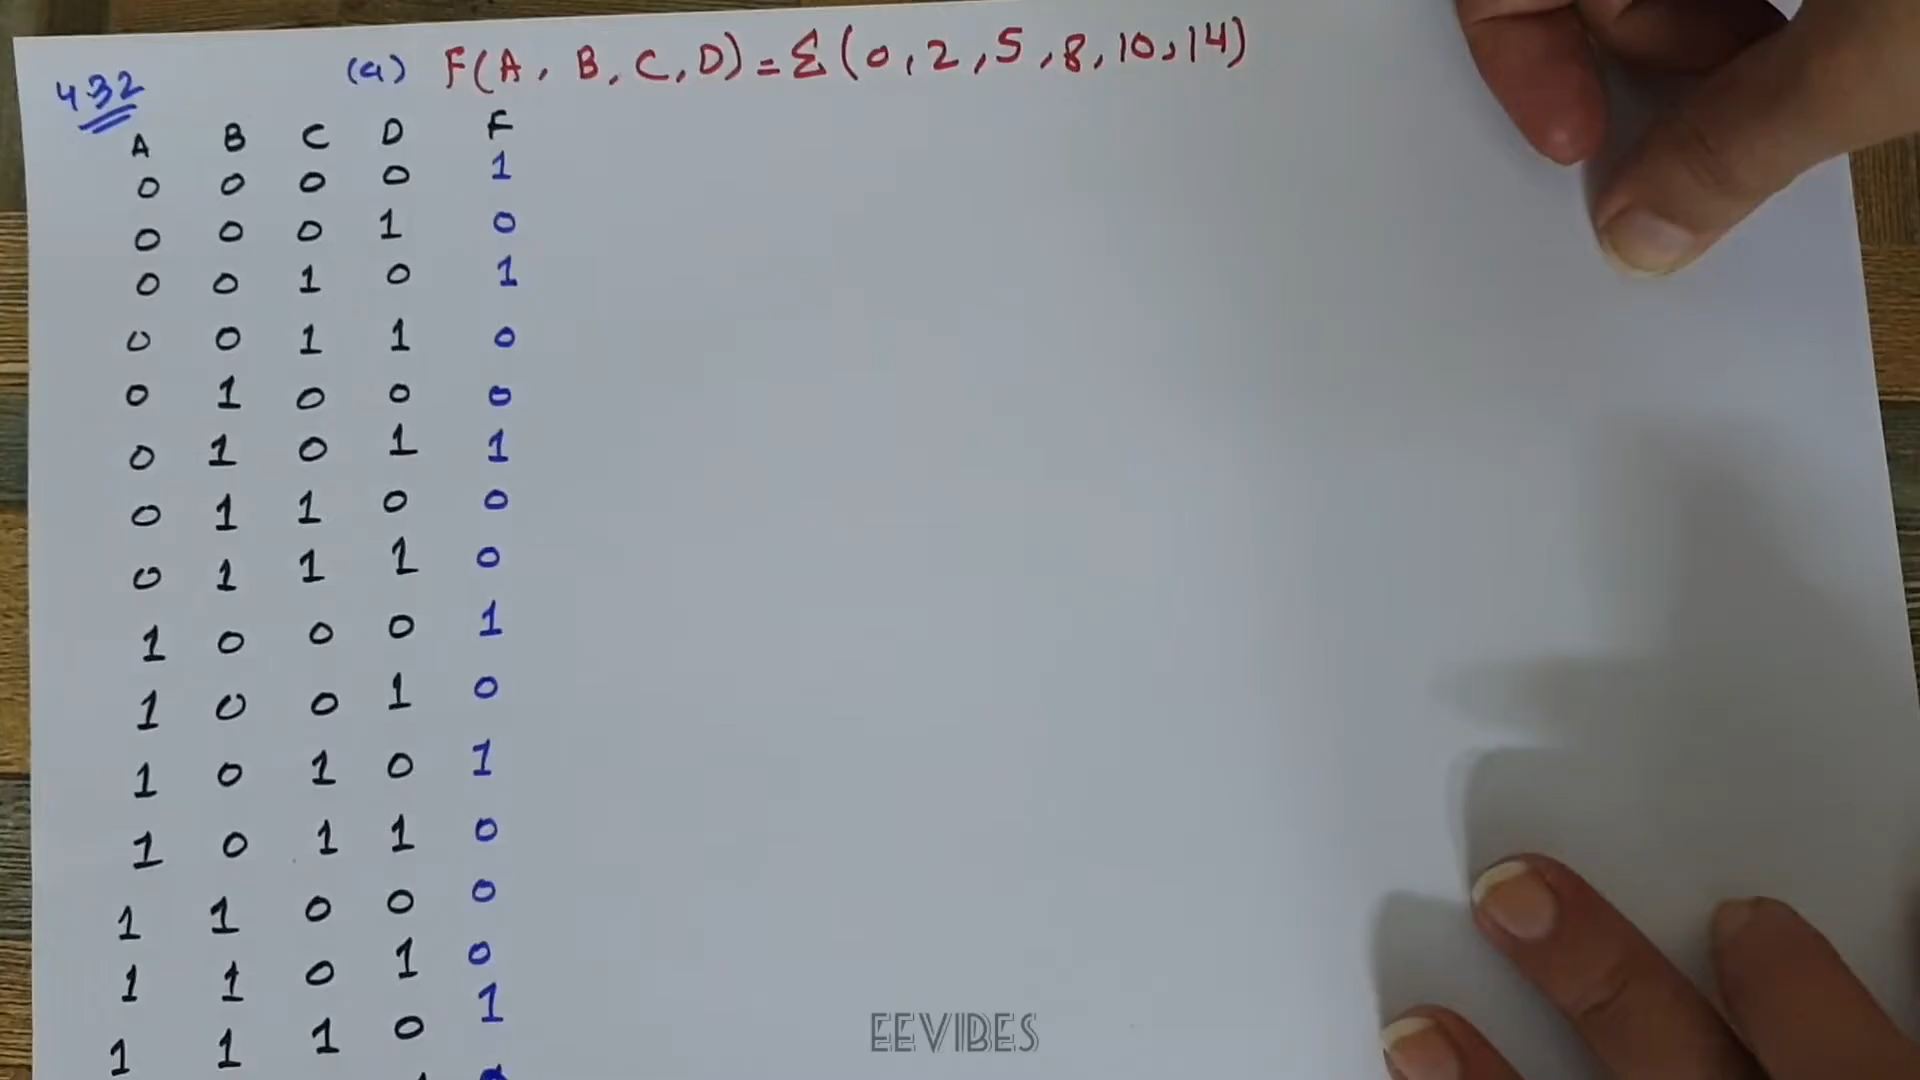 4.32 (a) F(A, B, C, D) = Σ(0, 2, 5, 8, 10, 14)
A B C D F
0 0 0 0 1
0 0 0 1 0
0 0 1 0 1
0 0 1 1 0
0 1 0 0 0
0 1 0 1 1
0 1 1 0 0
0 1 1 1 0
1 0 0 0 1
1 0 0 1 0
1 0 1 0 1
1 0 1 1 0
1 1 0 0 0
1 1 0 1 0
1 1 1 0 1
EEVIBES